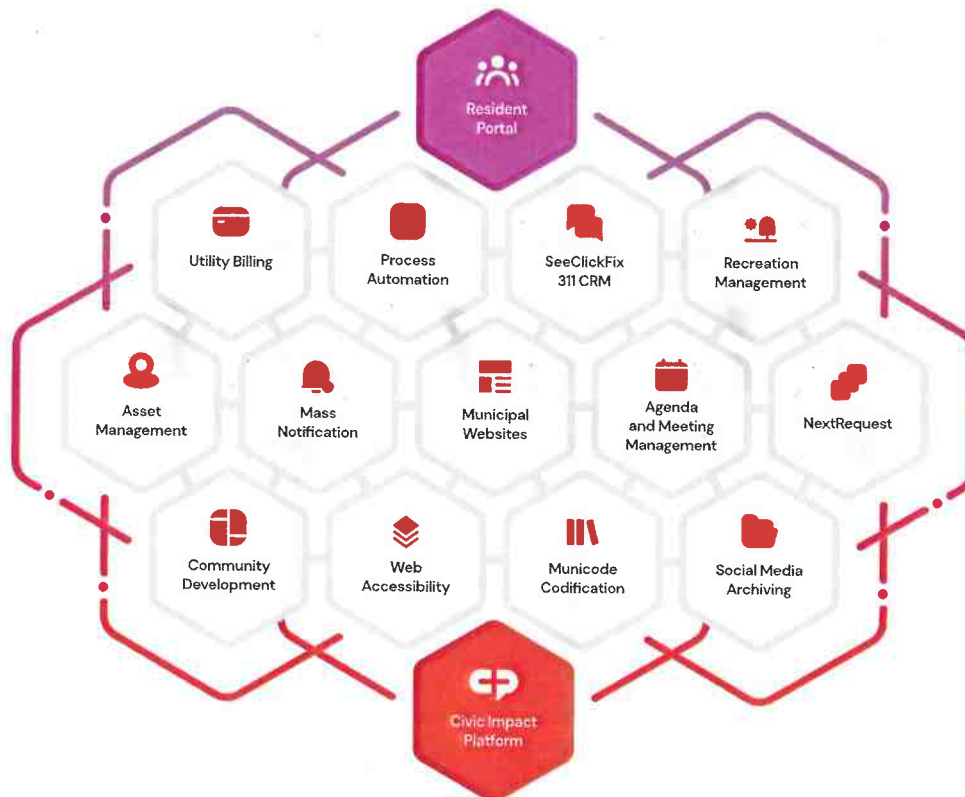 Resident
Portal
Utility Billing
Process
Automation
SeeClickFix
311 CRM
Recreation
Management
Asset
Management
Mass
Notification
Municipal
Websites
Agenda
and Meeting
Management
NextRequest
Community
Development
Web
Accessibility
Municode
Codification
Social Media
Archiving
Civic Impact
Platform